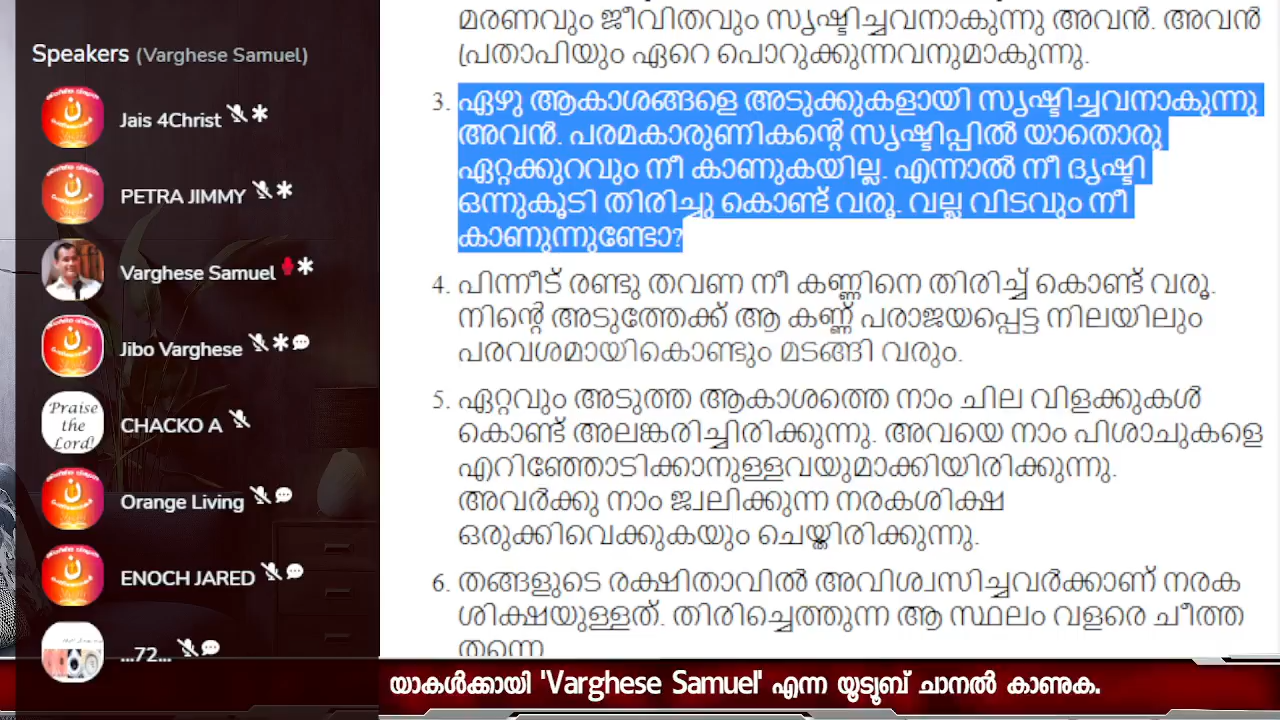 Speakers (Varghese Samuel)
Jais 4Christ
PETRA JIMMY
Varghese Samuel
Jibo Varghese
Praise
the
Lord!
CHACKO A
Orange Living
ENOCH JARED
...72...
മരണവും ജീവിതവും സൃഷ്ടിച്ചവനാകുന്നു അവൻ. അവൻ
പ്രതാപിയും ഏറെ പൊറുക്കുന്നവനുമാകുന്നു.
3. ഏഴു ആകാശങ്ങളെ അടുക്കുകളായി സൃഷ്ടിച്ചവനാകുന്നു
അവൻ. പരമകാരുണികന്റെ സൃഷ്ടിപ്പിൽ യാതൊരു
ഏറ്റക്കുറവും നീ കാണുകയില്ല. എന്നാൽ നീ ദൃഷ്ടി
ഒന്നുകൂടി തിരിച്ചു കൊണ്ട് വരൂ. വല്ല വിടവും നീ
കാണുന്നുണ്ടോ?
4. പിന്നീട് രണ്ടു തവണ നീ കണ്ണിനെ തിരിച്ച് കൊണ്ട് വരൂ.
നിന്റെ അടുത്തേക്ക് ആ കണ്ണ് പരാജയപ്പെട്ട നിലയിലും
പരവശമായികൊണ്ടും മടങ്ങി വരും.
5. ഏറ്റവും അടുത്ത ആകാശത്തെ നാം ചില വിളക്കുകൾ
കൊണ്ട് അലങ്കരിച്ചിരിക്കുന്നു. അവയെ നാം പിശാചുകളെ
എറിഞ്ഞോടിക്കാനുള്ളവയുമാക്കിയിരിക്കുന്നു.
അവർക്കു നാം ജ്വലിക്കുന്ന നരകശിക്ഷ
ഒരുക്കിവെക്കുകയും ചെയ്തിരിക്കുന്നു.
6. തങ്ങളുടെ രക്ഷിതാവിൽ അവിശ്വസിച്ചവർക്കാണ് നരക
ശിക്ഷയുള്ളത്. തിരിച്ചെത്തുന്ന ആ സ്ഥലം വളരെ ചീത്ത
തന്നെ
യാകൾക്കായി 'Varghese Samuel' എന്ന യൂട്യൂബ് ചാനൽ കാണുക.